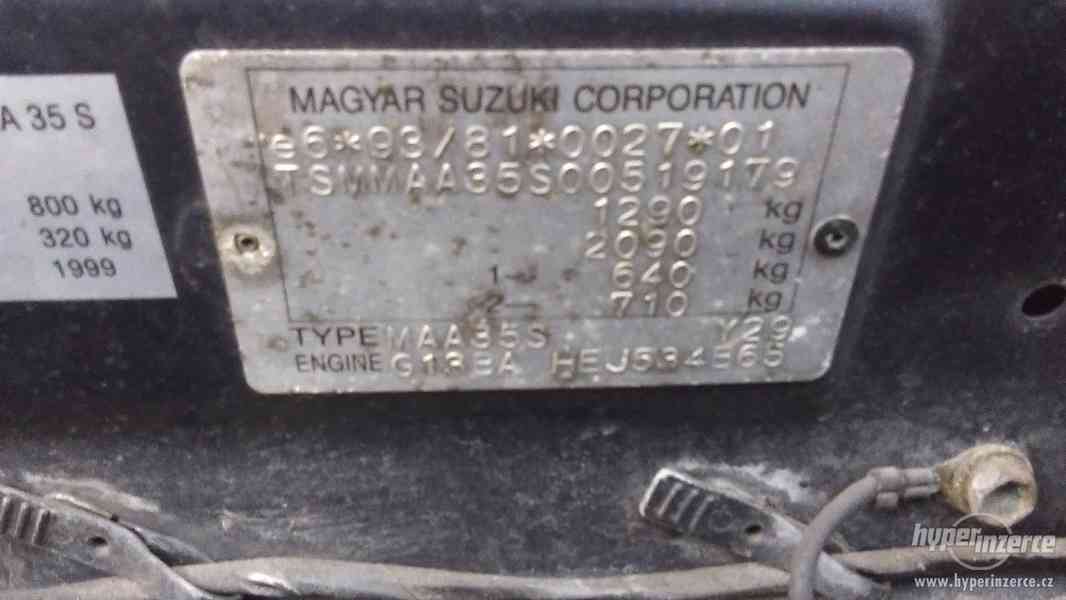 A 35 S
800 kg
320 kg
1999
MAGYAR SUZUKI CORPORATION
e6*93/81*0027*01
TSMMAA35S00519179
1290 kg
2090 kg
1- 640 kg
2- 710 kg
TYPE MAA35S Y29
ENGINE G13BA HEJ534E65
hyperinzerce
www.hyperinzerce.cz